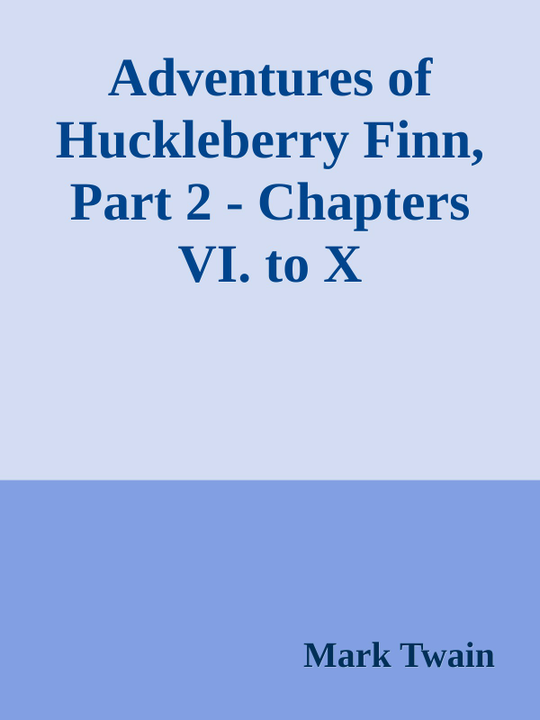 Adventures of
Huckleberry Finn,
Part 2 - Chapters
VI. to X
Mark Twain